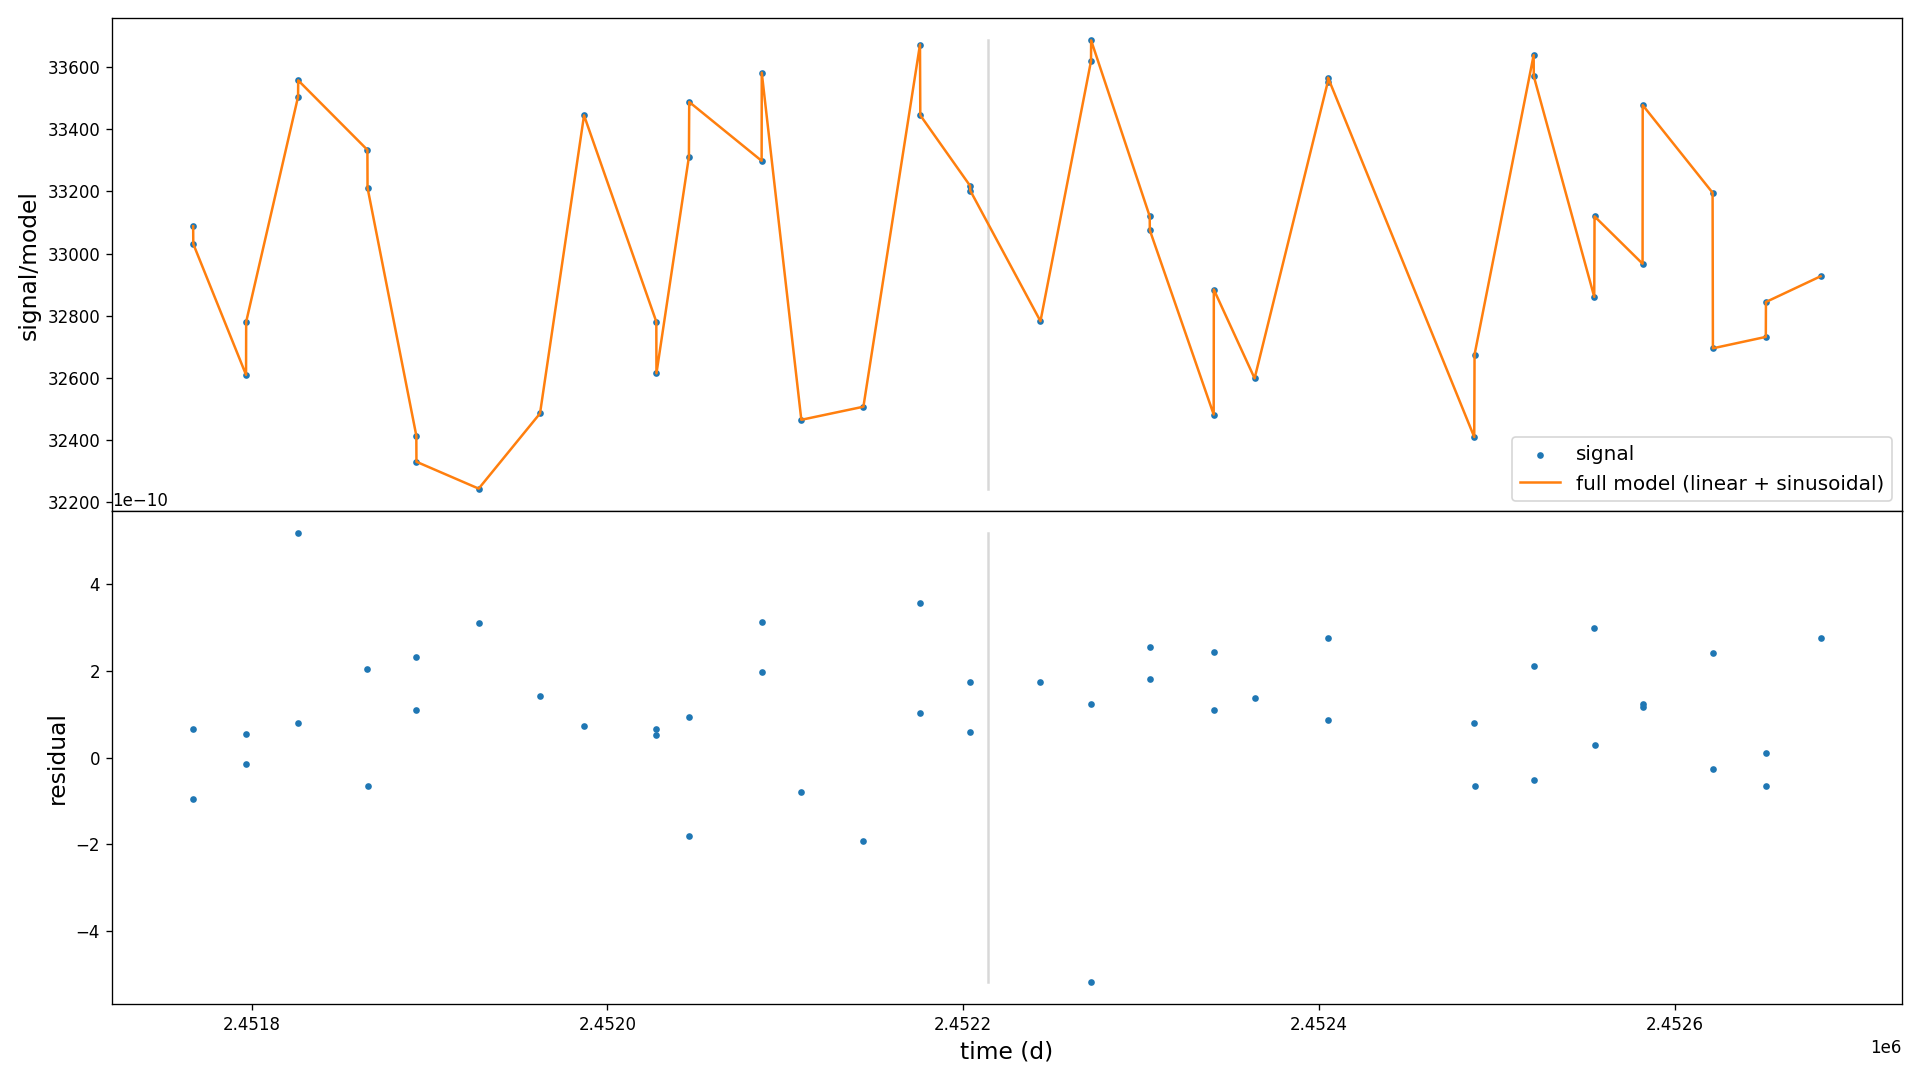 33600
33400
33200
33000
32800
32600
32400
32200
signal/model
signal
full model (linear + sinusoidal)
1e−10
4
2
0
−2
−4
residual
2.4518
2.4520
2.4522
2.4524
2.4526
1e6
time (d)